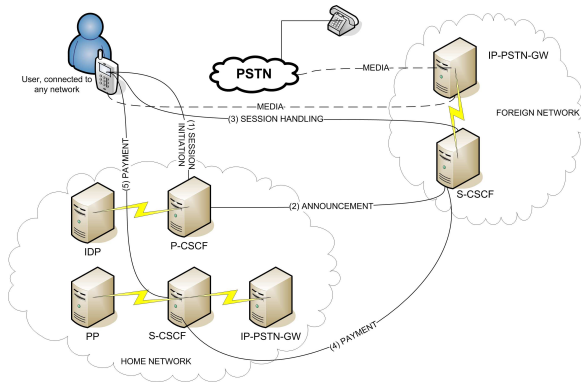 IP-PSTN-GW
PSTN
MEDIA
User, connected to
any network
MEDIA
(3) SESSION HANDLING
FOREIGN NETWORK
(1) SESSION
INITIATION
(5) PAYMENT
S-CSCF
(2) ANNOUNCEMENT
IDP
P-CSCF
PP
S-CSCF
IP-PSTN-GW
(4) PAYMENT
HOME NETWORK